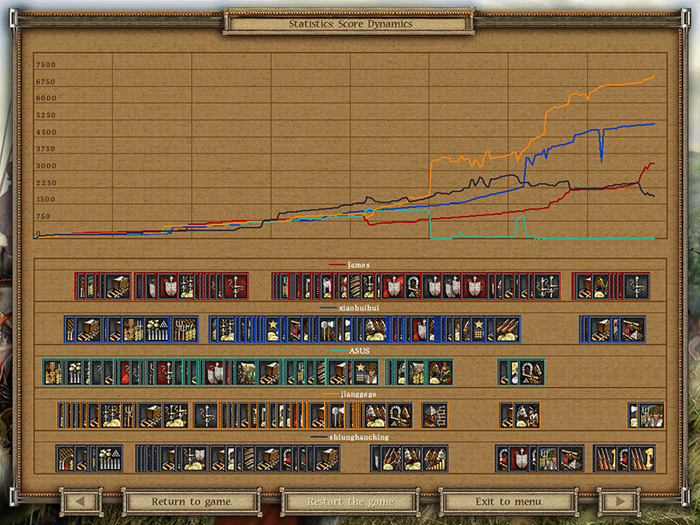 Statistics: Score Dynamics
7500
6750
6000
5250
4500
3750
3000
2250
1500
750
0
james
xiaohuihui
ASUS
jianggege
shiunghanching
Return to game.
Restart the game
Exit to menu.